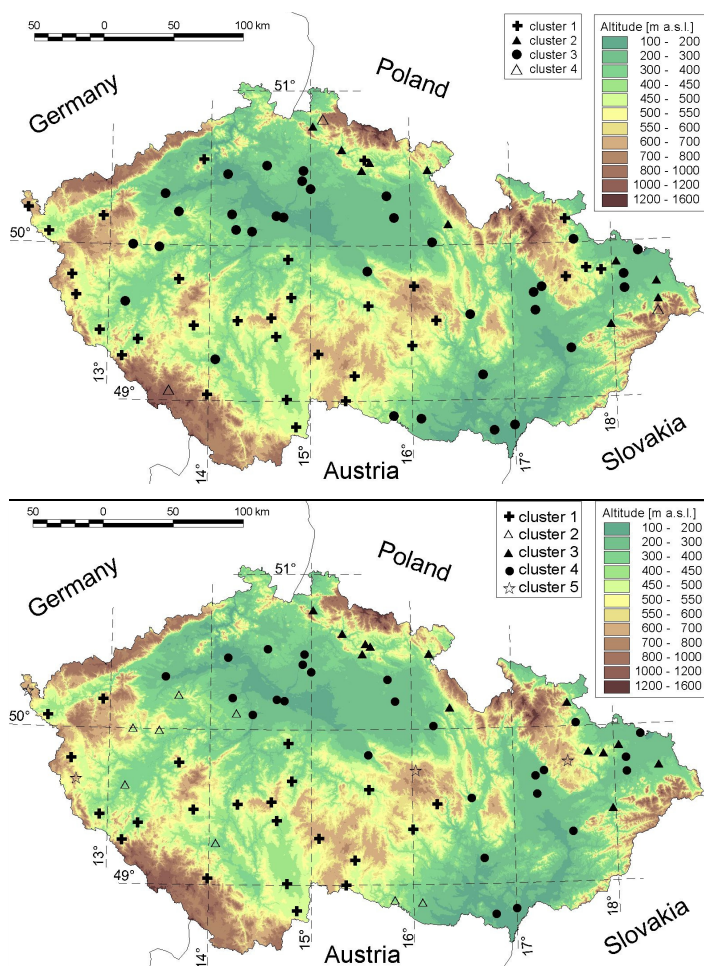 50 0 50 100 km
cluster 1
cluster 2
cluster 3
cluster 4
Altitude [m a.s.l.]
100 - 200
200 - 300
300 - 400
400 - 450
450 - 500
500 - 550
550 - 600
600 - 700
700 - 800
800 - 1000
1000 - 1200
1200 - 1600
Germany
Poland
51°
50°
13°
49°
14°
15°
16°
17°
18°
Austria
Slovakia
50 0 50 100 km
cluster 1
cluster 2
cluster 3
cluster 4
cluster 5
Altitude [m a.s.l.]
100 - 200
200 - 300
300 - 400
400 - 450
450 - 500
500 - 550
550 - 600
600 - 700
700 - 800
800 - 1000
1000 - 1200
1200 - 1600
Germany
Poland
51°
50°
13°
49°
14°
15°
16°
17°
18°
Austria
Slovakia